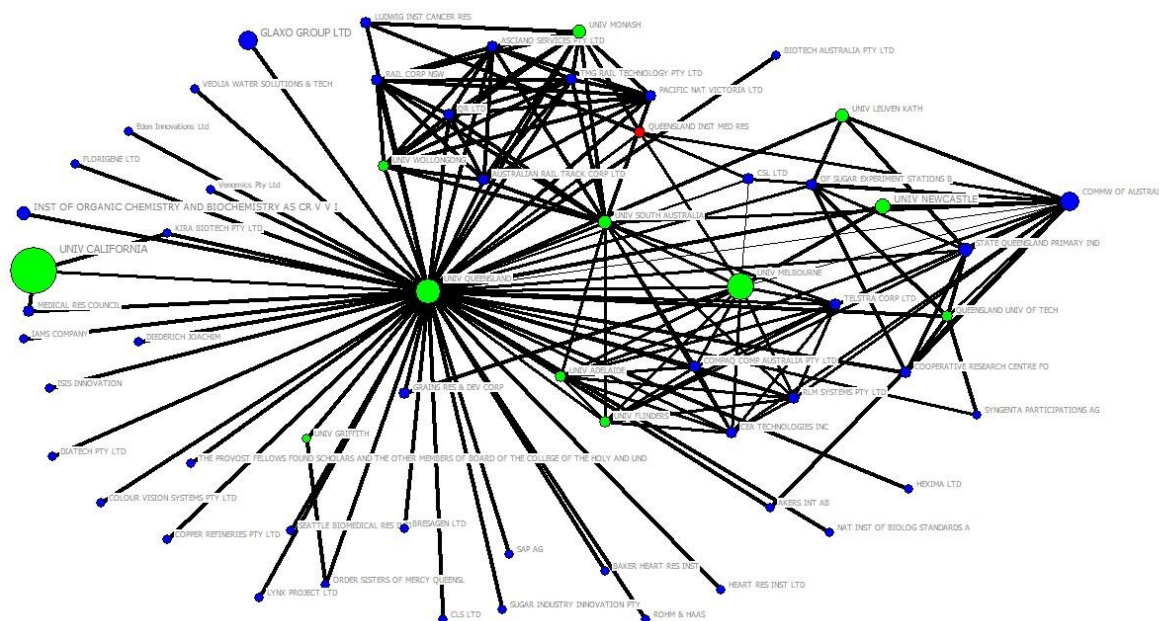 LUDWIG INST CANCER RES
UNIV MONASH
GLAXO GROUP LTD
ASCIANO SERVICES PTY LTD
BIOTECH AUSTRALIA PTY LTD
RAIL CORP NSW
TMG RAIL TECHNOLOGY PTY LTD
VEOLIA WATER SOLUTIONS & TECH
PACIFIC NAT VICTORIA LTD
QR LTD
UNIV LEUVEN KATH
Eden Innovations Ltd
QUEENSLAND INST MED RES
FLORIGENE LTD
UNIV WOLLONGONG
AUSTRALIAN RAIL TRACK CORP LTD
CSL LTD
OF SUGAR EXPERIMENT STATIONS B
Venomics Pty Ltd
COMMW OF AUSTRAL
UNIV NEWCASTLE
INST OF ORGANIC CHEMISTRY AND BIOCHEMISTRY AS CR V V I
UNIV SOUTH AUSTRALIA
KIRA BIOTECH PTY LTD
UNIV CALIFORNIA
STATE QUEENSLAND PRIMARY IND
UNIV QUEENSLAND
UNIV MELBOURNE
MEDICAL RES COUNCIL
TELSTRA CORP LTD
QUEENSLAND UNIV OF TECH
IAMS COMPANY
DIEDERICH JOACHIM
COMPAQ COMP AUSTRALIA PTY LTD
COOPERATIVE RESEARCH CENTRE FO
UNIV ADELAIDE
ISIS INNOVATION
GRAINS RES & DEV CORP
RLM SYSTEMS PTY LTD
SYNGENTA PARTICIPATIONS AG
UNIV FLINDERS
CEA TECHNOLOGIES INC
UNIV GRIFFITH
DIATECH PTY LTD
THE PROVOST FELLOWS FOUND SCHOLARS AND THE OTHER MEMBERS OF BOARD OF THE COLLEGE OF THE HOLY AND UND
HEXIMA LTD
COLOUR VISION SYSTEMS PTY LTD
AKERS INT AB
SEATTLE BIOMEDICAL RES INST
BRESAGEN LTD
NAT INST OF BIOLOG STANDARDS A
COPPER REFINERIES PTY LTD
SAP AG
BAKER HEART RES INST
ORDER SISTERS OF MERCY QUEENSL
HEART RES INST LTD
LYNX PROJECT LTD
SUGAR INDUSTRY INNOVATION PTY
CLS LTD
ROHM & HAAS